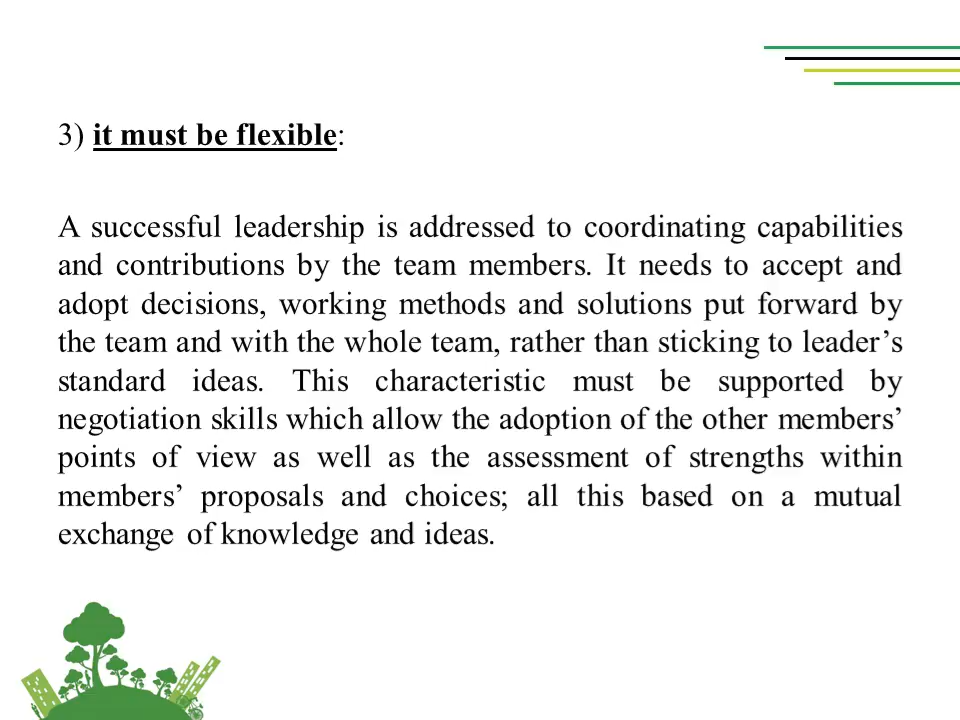 3) it must be flexible:
A successful leadership is addressed to coordinating capabilities
and contributions by the team members. It needs to accept and
adopt decisions, working methods and solutions put forward by
the team and with the whole team, rather than sticking to leader’s
standard ideas. This characteristic must be supported by
negotiation skills which allow the adoption of the other members’
points of view as well as the assessment of strengths within
members’ proposals and choices; all this based on a mutual
exchange of knowledge and ideas.